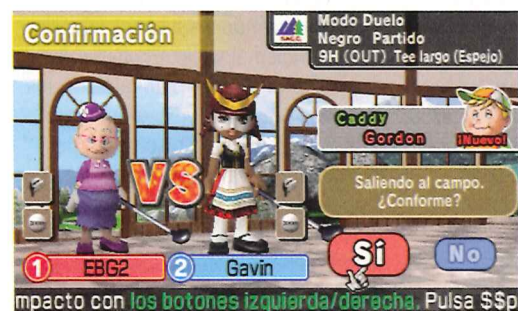 Confirmación
Modo Duelo
Negro Partido
9H (OUT) Tee largo (Espejo)
Caddy
Gordon
¡Nuevo!
VS
Saliendo al campo.
¿Conforme?
Sí
No
1 EBG2
2 Gavin
mpacto con los botones izquierda/derecha. Pulsa $$p